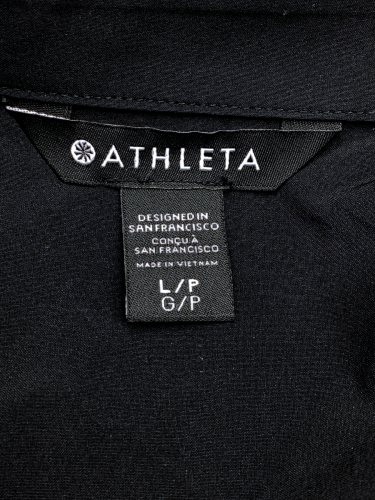 ATHLETA
DESIGNED IN
SAN FRANCISCO
CONÇU À
SAN FRANCISCO
MADE IN VIETNAM
L/P
G/P